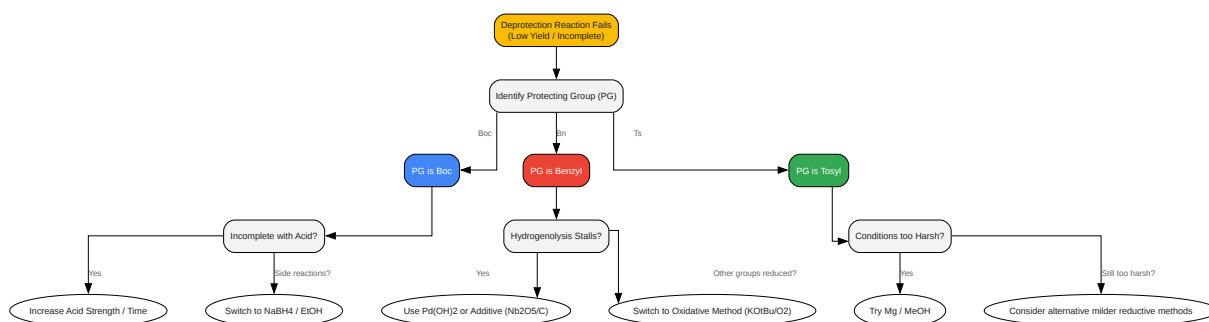 Deprotection Reaction Fails
(Low Yield / Incomplete)
Identify Protecting Group (PG)
Boc
Bn
Ts
PG is Boc
PG is Benzyl
PG is Tosyl
Incomplete with Acid?
Hydrogenolysis Stalls?
Conditions too Harsh?
Yes
Side reactions?
Yes
Other groups reduced?
Yes
Still too harsh?
Increase Acid Strength / Time
Switch to NaBH4 / EtOH
Use Pd(OH)2 or Additive (Nb2O5/C)
Switch to Oxidative Method (KOtBu/O2)
Try Mg / MeOH
Consider alternative milder reductive methods